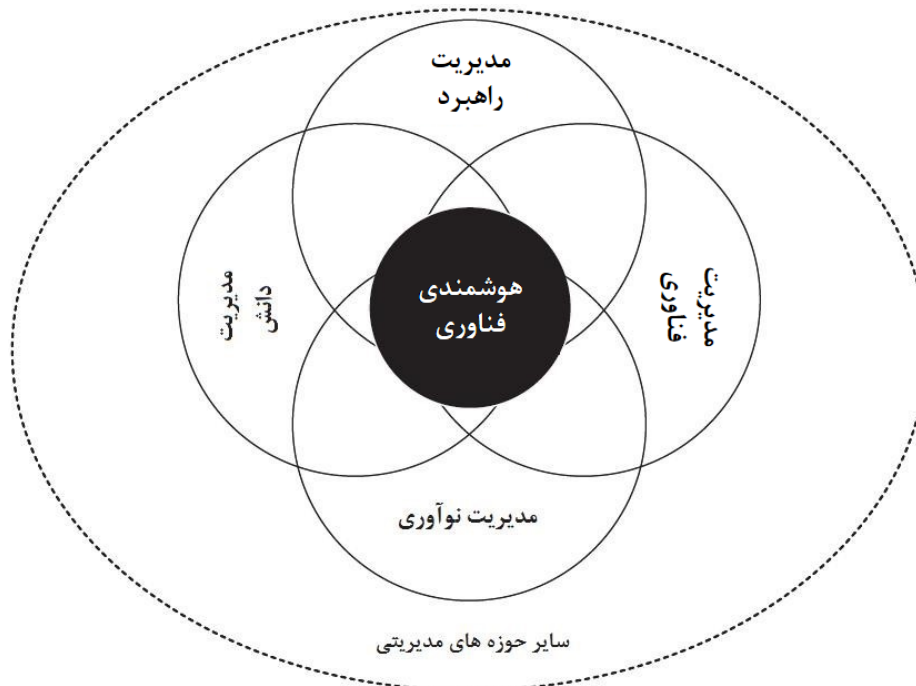 مدیریت
راهبرد
مدیریت
فناوری
هوشمندی
فناوری
مدیریت
دانش
مدیریت نوآوری
سایر حوزه های مدیریتی